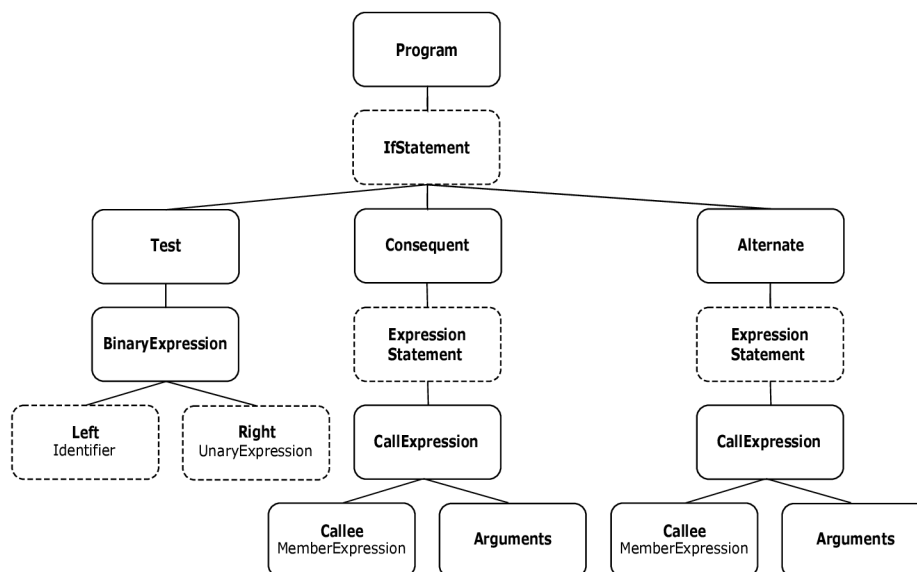 Program
IfStatement
Test
Consequent
Alternate
BinaryExpression
Expression
Statement
Expression
Statement
Left
Identifier
Right
UnaryExpression
CallExpression
CallExpression
Callee
MemberExpression
Arguments
Callee
MemberExpression
Arguments